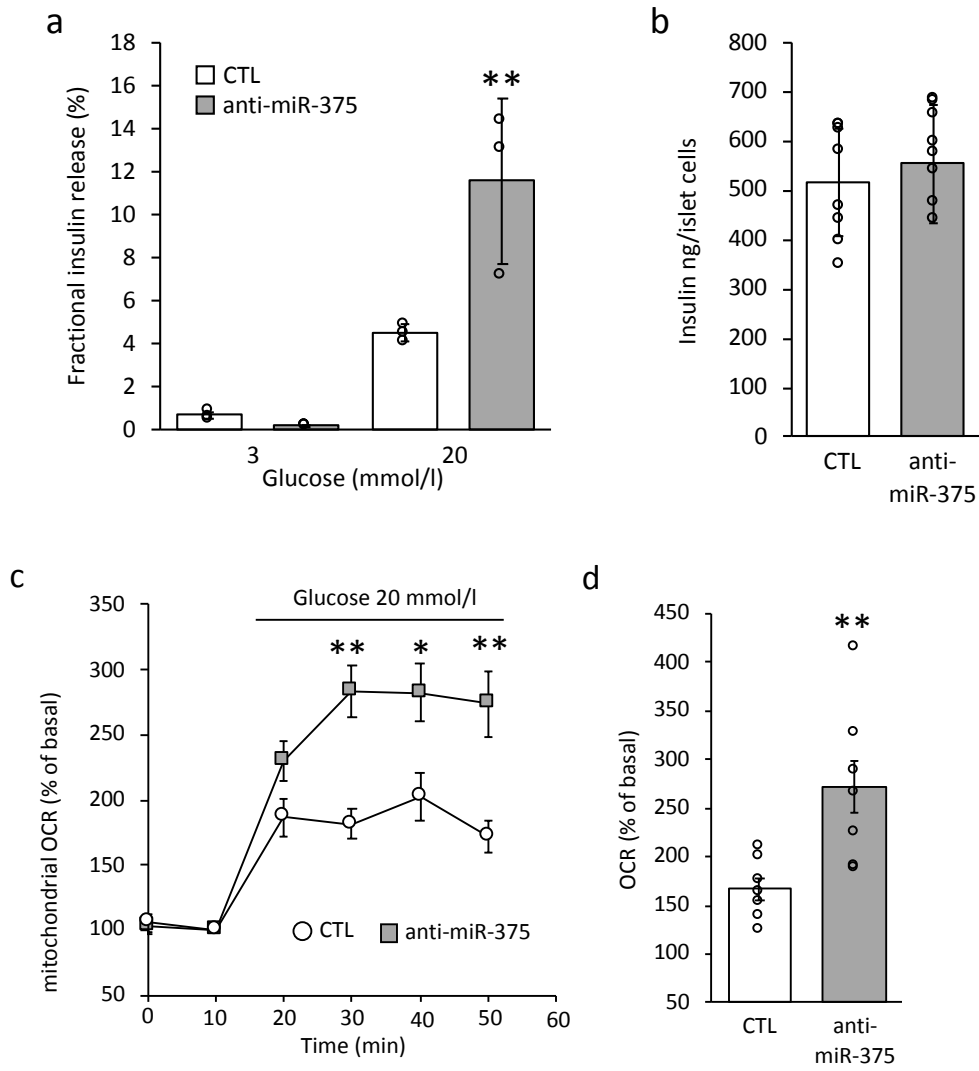 a
Fractional insulin release (%)
18
16
14
12
10
8
6
4
2
0
CTL
anti-miR-375
**
3
20
Glucose (mmol/l)
b
Insulin ng/islet cells
800
700
600
500
400
300
200
100
0
CTL
anti-
miR-375
c
mitochondrial OCR (% of basal)
350
300
250
200
150
100
50
Glucose 20 mmol/l
**
*
**
CTL
anti-miR-375
0
10
20
30
40
50
60
Time (min)
d
OCR (% of basal)
450
400
350
300
250
200
150
100
50
**
CTL
anti-
miR-375